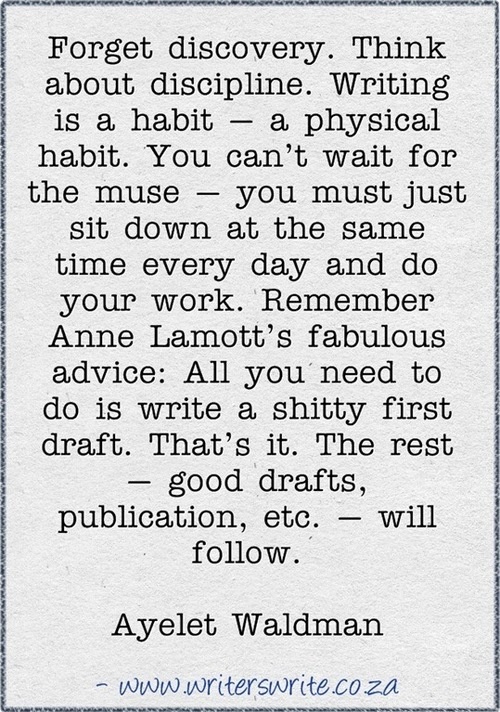 Forget discovery. Think
about discipline. Writing
is a habit — a physical
habit. You can't wait for
the muse — you must just
sit down at the same
time every day and do
your work. Remember
Anne Lamott's fabulous
advice: All you need to
do is write a shitty first
draft. That's it. The rest
— good drafts,
publication, etc. — will
follow.
Ayelet Waldman
- www.writerswrite.co.za